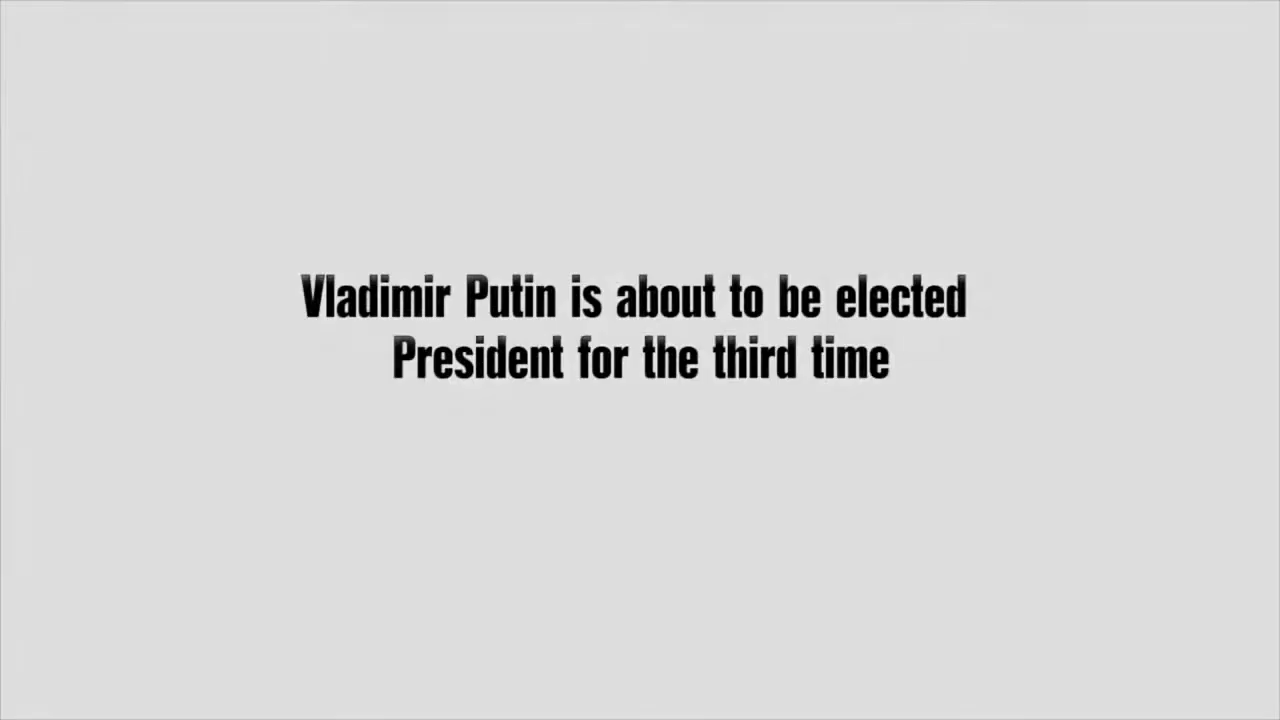 Vladimir Putin is about to be elected
President for the third time